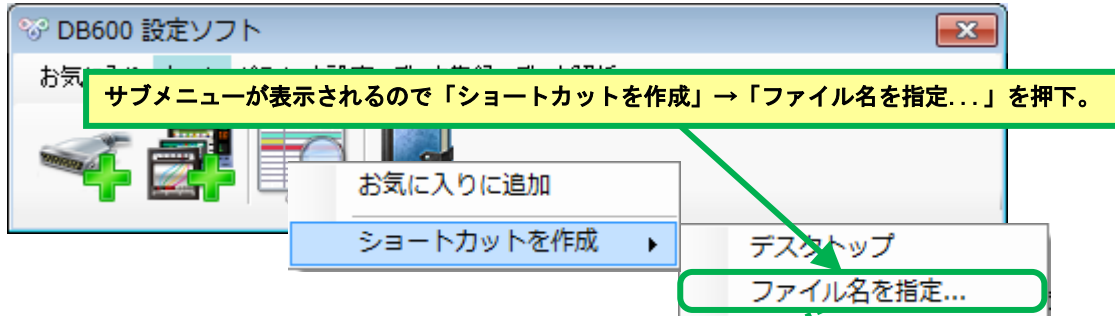 DB600 設定ソフト
お気
サブメニューが表示されるので「ショートカットを作成」→「ファイル名を指定...」を押下。
お気に入りに追加
ショートカットを作成
デスクトップ
ファイル名を指定...